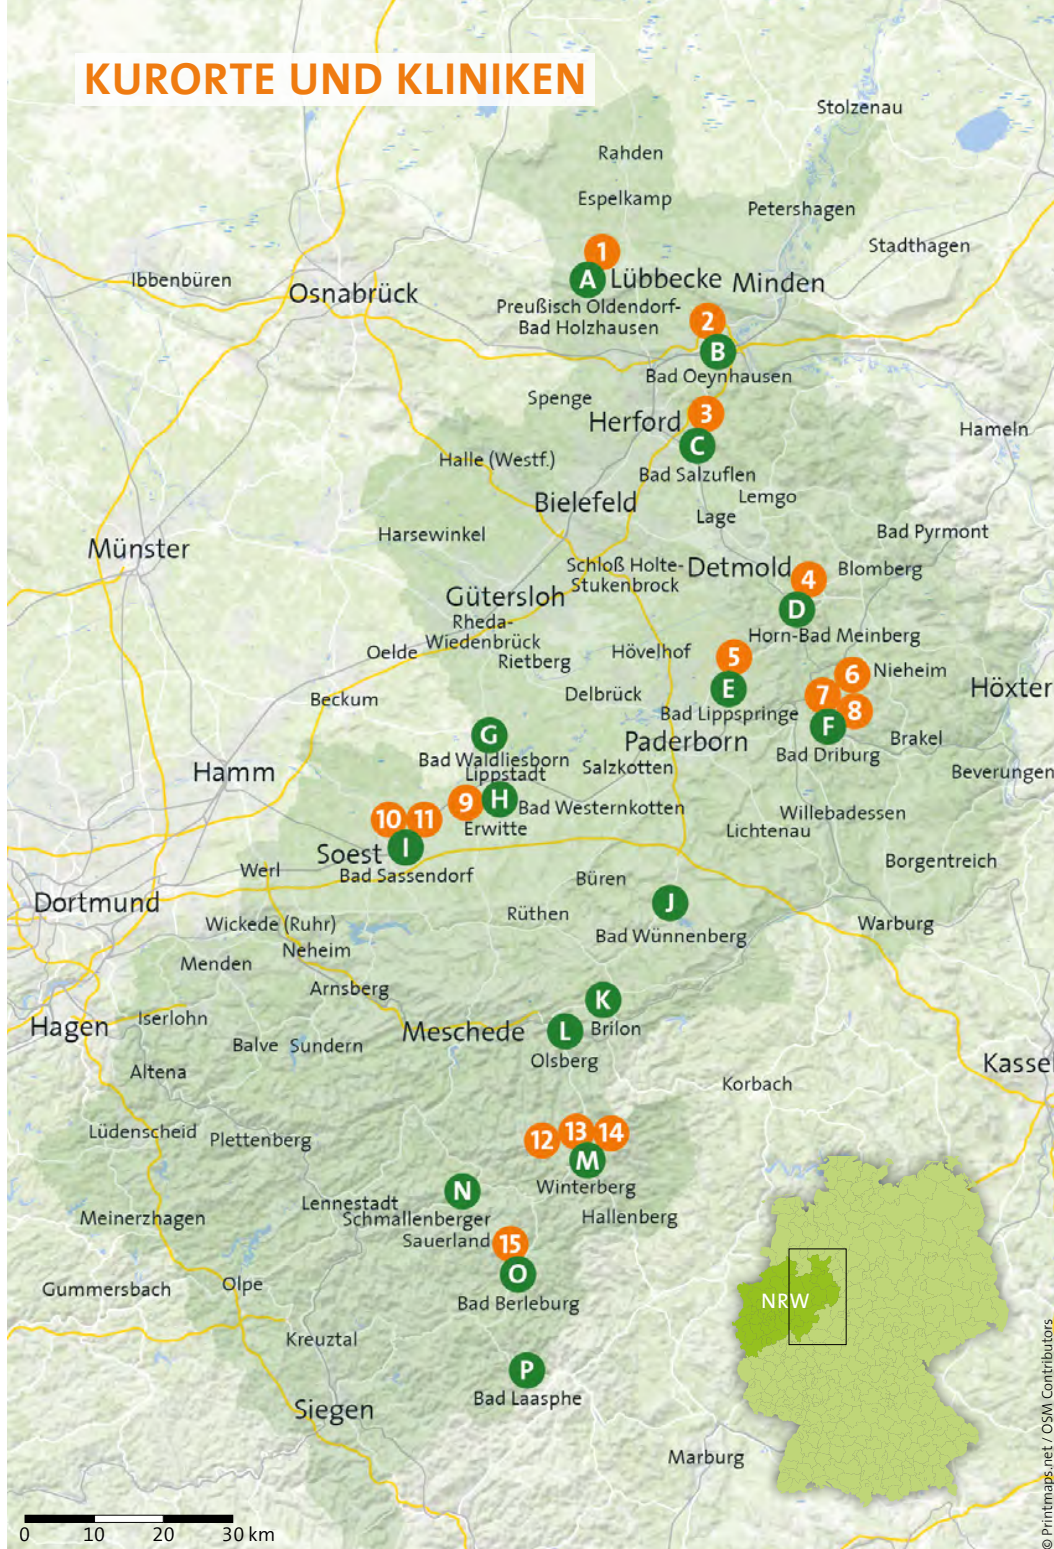 KURORTE UND KLINIKEN
Stolzenau
Rahden
Espelkamp
Petershagen
Stadthagen
1
Ibbenbüren
Osnabrück
A
Lübbecke
Minden
Preußisch Oldendorf-
Bad Holzhausen
2
B
Bad Oeynhausen
Spenge
3
Herford
Hameln
C
Halle (Westf.)
Bad Salzuflen
Lemgo
Bielefeld
Lage
Harsewinkel
Bad Pyrmont
Münster
Schloß Holte-
Stukenbrock
Detmold
4
Blomberg
Gütersloh
D
Rheda-
Wiedenbrück
Horn-Bad Meinberg
Oelde
Rietberg
Hövelhof
5
6
Nieheim
Höxter
Beckum
Delbrück
E
7
8
Bad Lippspringe
F
G
Paderborn
Brakel
Bad Driburg
Bad Waldliesborn
Lippstadt
Salzkotten
Hamm
Beverungen
9
H
Bad Westernkotten
10
11
Erwitte
Willebadessen
Lichtenau
Soest
I
Bad Sassendorf
Werl
Borgentreich
Büren
Dortmund
J
Rüthen
Wickede (Ruhr)
Warburg
Bad Wünnenberg
Neheim
Menden
Arnsberg
K
Iserlohn
Hagen
Meschede
L
Brilon
Balve
Sundern
Olsberg
Kassel
Altena
Korbach
Lüdenscheid
Plettenberg
12
13
14
M
Winterberg
N
Lennestadt
Schmallenberger
Sauerland
Meinerzhagen
Hallenberg
15
O
Gummersbach
Olpe
Bad Berleburg
NRW
Kreuztal
P
Bad Laasphe
Siegen
Marburg
0 10 20 30 km
© Printmaps.net / OSM Contributors